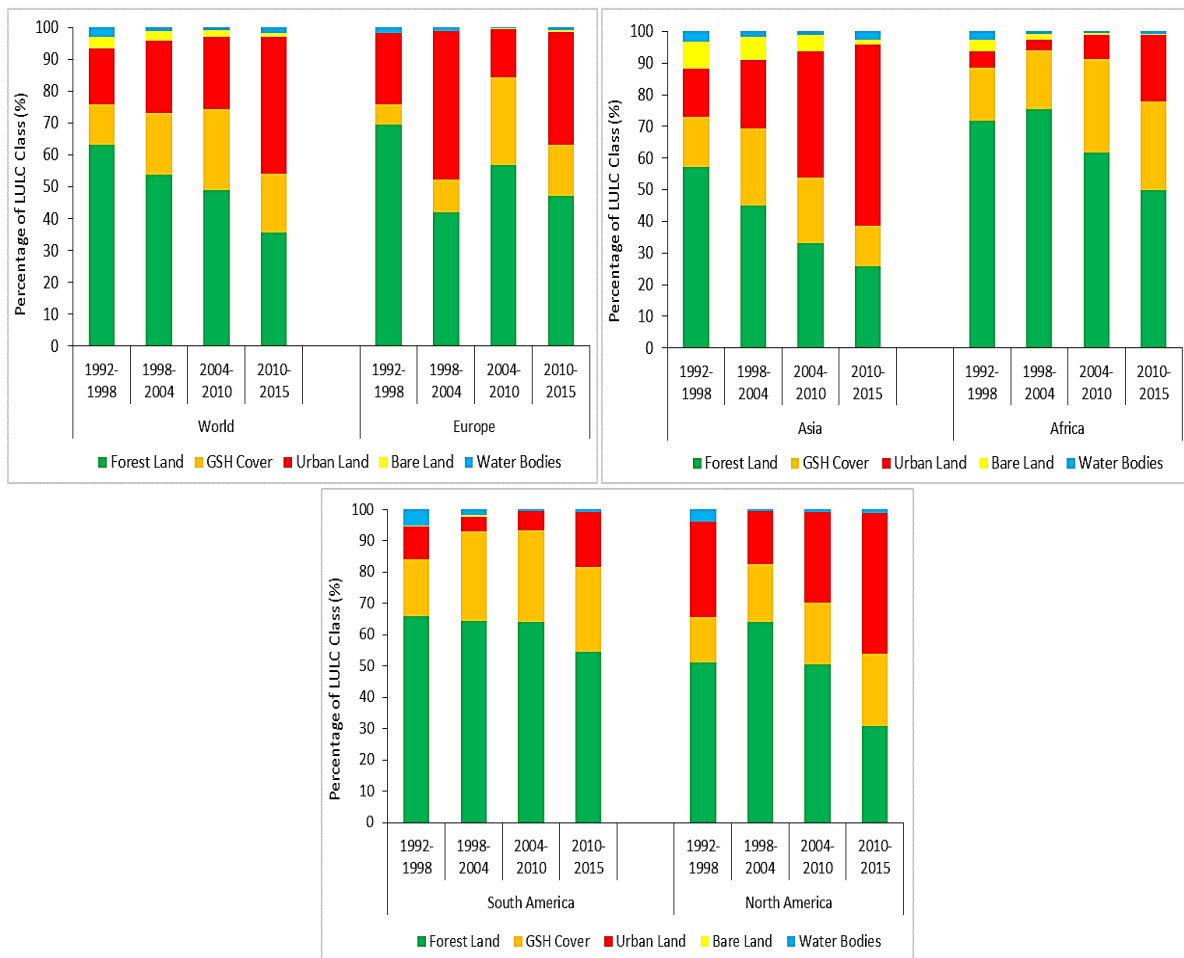 Percentage of LULC Class (%)
100
90
80
70
60
50
40
30
20
10
0
1992- 1998- 2004- 2010- 1992- 1998- 2004- 2010-
1998 2004 2010 2015 1998 2004 2010 2015
World Europe
Forest Land GSH Cover Urban Land Bare Land Water Bodies
Percentage of LULC Class (%)
100
90
80
70
60
50
40
30
20
10
0
1992- 1998- 2004- 2010- 1992- 1998- 2004- 2010-
1998 2004 2010 2015 1998 2004 2010 2015
Asia Africa
Forest Land GSH Cover Urban Land Bare Land Water Bodies
Percentage of LULC Class (%)
100
90
80
70
60
50
40
30
20
10
0
1992- 1998- 2004- 2010- 1992- 1998- 2004- 2010-
1998 2004 2010 2015 1998 2004 2010 2015
South America North America
Forest Land GSH Cover Urban Land Bare Land Water Bodies